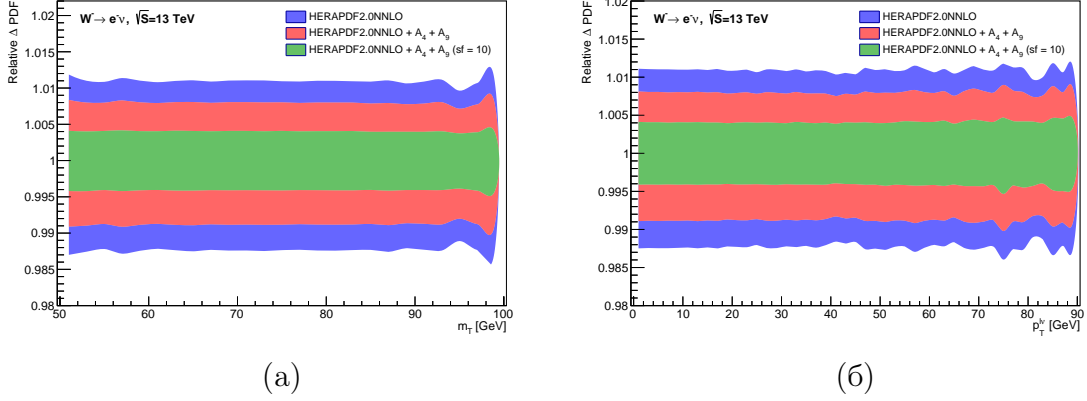 Relative Δ PDF
1.02
1.015
1.01
1.005
1
0.995
0.99
0.985
0.98
W⁻→ e⁻ν, √S=13 TeV
HERAPDF2.0NNLO
HERAPDF2.0NNLO + A₄ + A₉
HERAPDF2.0NNLO + A₄ + A₉ (sf = 10)
50 60 70 80 90 100
m_T [GeV]
(а)
Relative Δ PDF
1.02
1.015
1.01
1.005
1
0.995
0.99
0.985
0.98
W⁻→ e⁻ν, √S=13 TeV
HERAPDF2.0NNLO
HERAPDF2.0NNLO + A₄ + A₉
HERAPDF2.0NNLO + A₄ + A₉ (sf = 10)
0 10 20 30 40 50 60 70 80 90
p_T^lν [GeV]
(б)